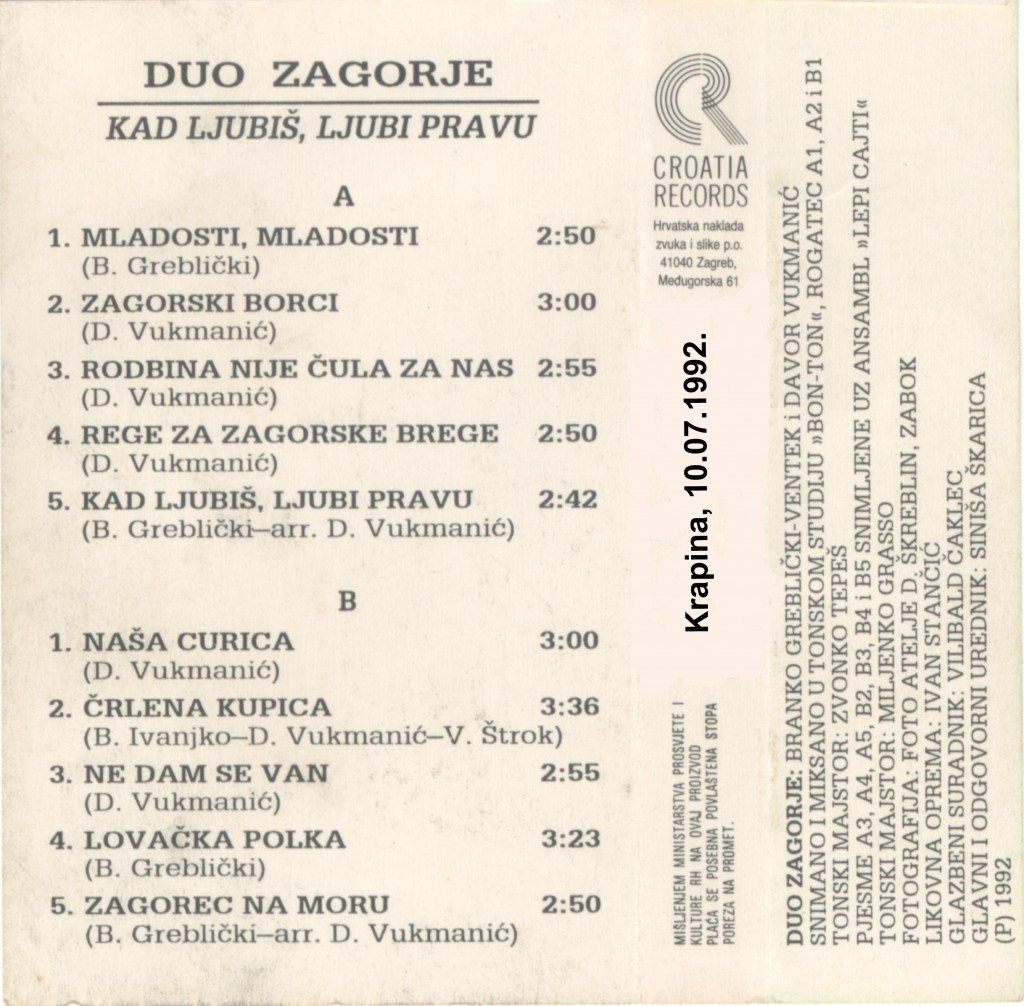 DUO ZAGORJE
KAD LJUBIŠ, LJUBI PRAVU
A
1. MLADOSTI, MLADOSTI 2:50
(B. Greblički)
2. ZAGORSKI BORCI 3:00
(D. Vukmanić)
3. RODBINA NIJE ČULA ZA NAS 2:55
(D. Vukmanić)
4. REGE ZA ZAGORSKE BREGE 2:50
(D. Vukmanić)
5. KAD LJUBIŠ, LJUBI PRAVU 2:42
(B. Greblički–arr. D. Vukmanić)
B
1. NAŠA CURICA 3:00
(D. Vukmanić)
2. ČRLENA KUPICA 3:36
(B. Ivanjko–D. Vukmanić–V. Štrok)
3. NE DAM SE VAN 2:55
(D. Vukmanić)
4. LOVAČKA POLKA 3:23
(B. Greblički)
5. ZAGOREC NA MORU 2:50
(B. Greblički–arr. D. Vukmanić)
CROATIA
RECORDS
Hrvatska naklada
zvuka i slike p.o.
41040 Zagreb,
Međugorska 61
Krapina, 10.07.1992.
MIŠLJENJEM MINISTARSTVA PROSVJETE I
KULTURE RH NA OVAJ PROIZVOD
PLAĆA SE POSEBNA POVLAŠTENA STOPA
POREZA NA PROMET.
DUO ZAGORJE: BRANKO GREBLIČKI-VENTEK i DAVOR VUKMANIĆ
SNIMANO I MIKSANO U TONSKOM STUDIJU »BON-TON«, ROGATEC A1, A2 i B1
TONSKI MAJSTOR: ZVONKO TEPEŠ
PJESME A3, A4, A5, B2, B3, B4 i B5 SNIMLJENE UZ ANSAMBL »LEPI CAJTI«
TONSKI MAJSTOR: MILJENKO GRASSO
FOTOGRAFIJA: FOTO ATELJE D. ŠKREBLIN, ZABOK
LIKOVNA OPREMA: IVAN STANČIĆ
GLAZBENI SURADNIK: VILIBALD ČAKLEC
GLAVNI I ODGOVORNI UREDNIK: SINIŠA ŠKARICA
(P) 1992